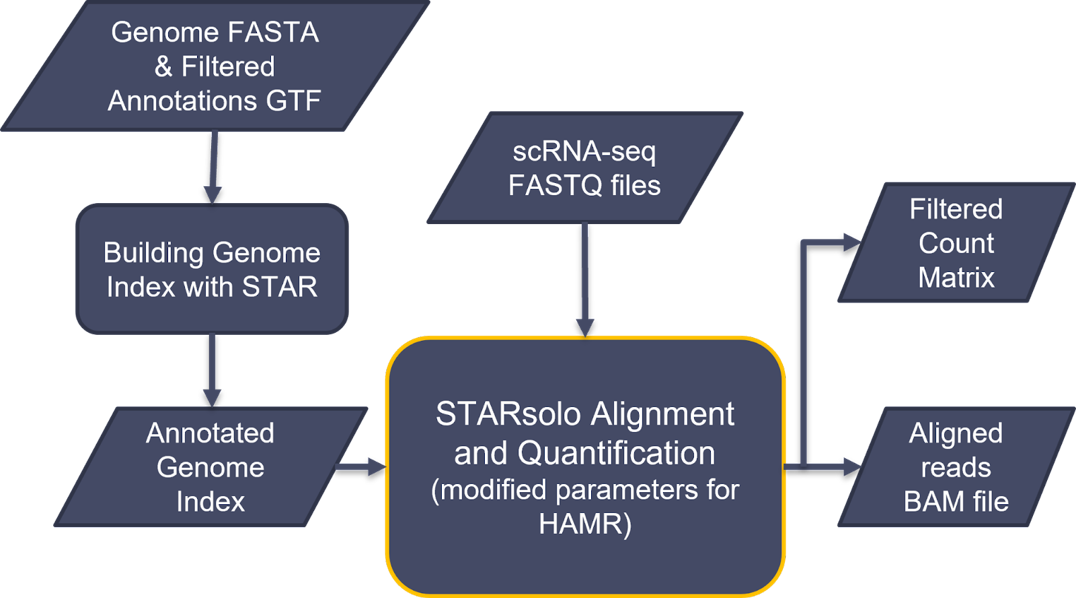 Genome FASTA
& Filtered
Annotations GTF
Building Genome
Index with STAR
Annotated
Genome
Index
scRNA-seq
FASTQ files
STARsolo Alignment
and Quantification
(modified parameters for
HAMR)
Filtered
Count
Matrix
Aligned
reads
BAM file